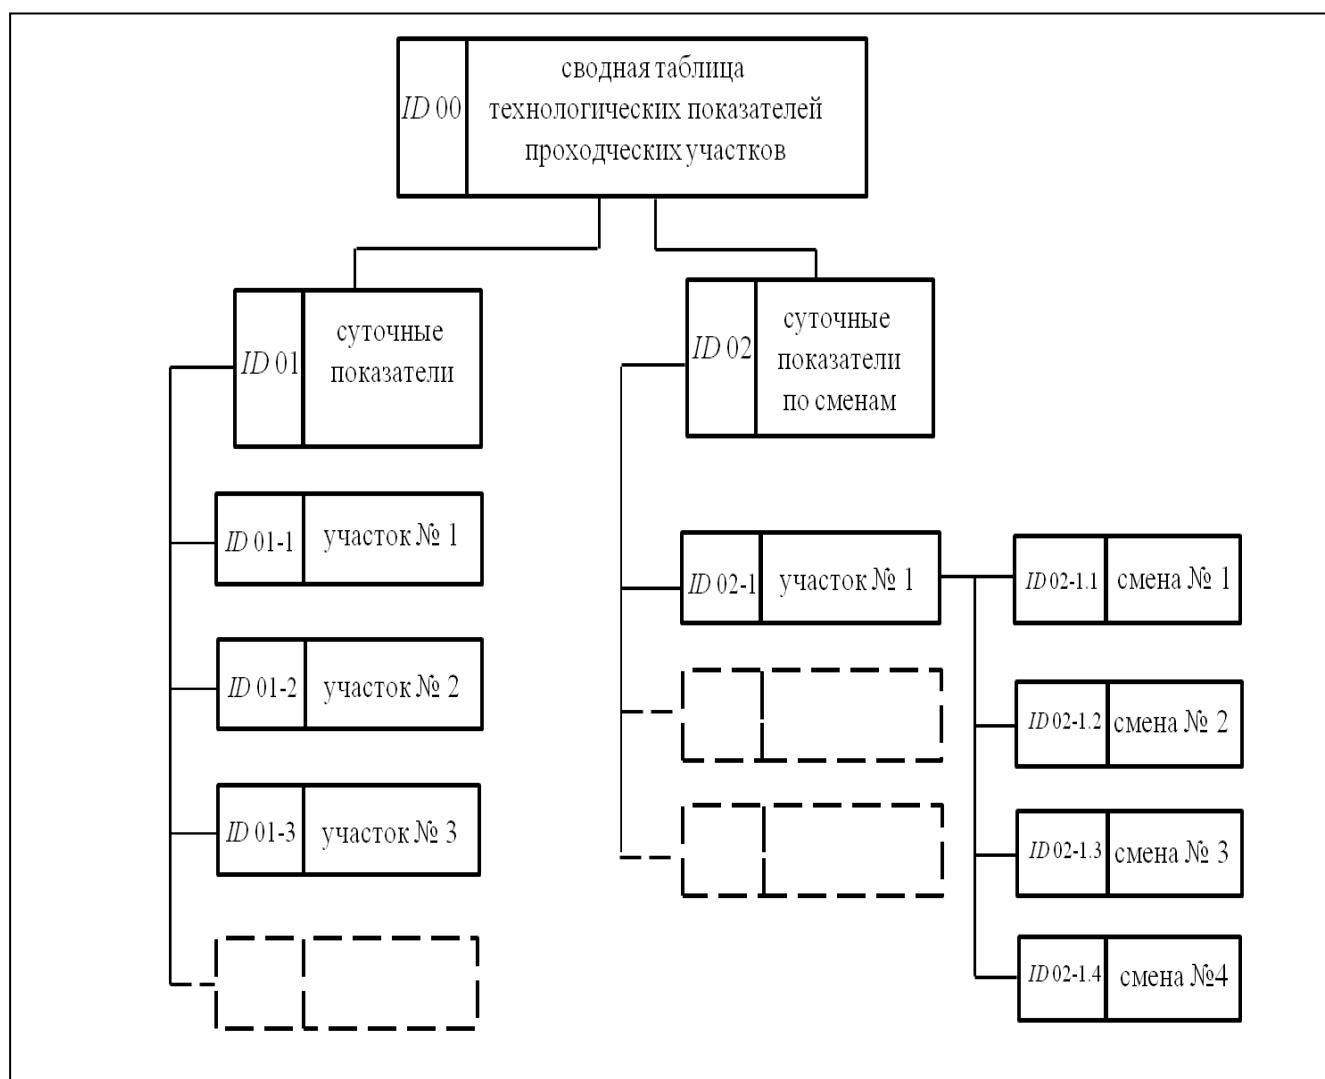 ID 00
сводная таблица
технологических показателей
проходческих участков
ID 01
суточные
показатели
ID 02
суточные
показатели
по сменам
ID 01-1
участок № 1
ID 01-2
участок № 2
ID 01-3
участок № 3
ID 02-1
участок № 1
ID 02-1.1
смена № 1
ID 02-1.2
смена № 2
ID 02-1.3
смена № 3
ID 02-1.4
смена №4